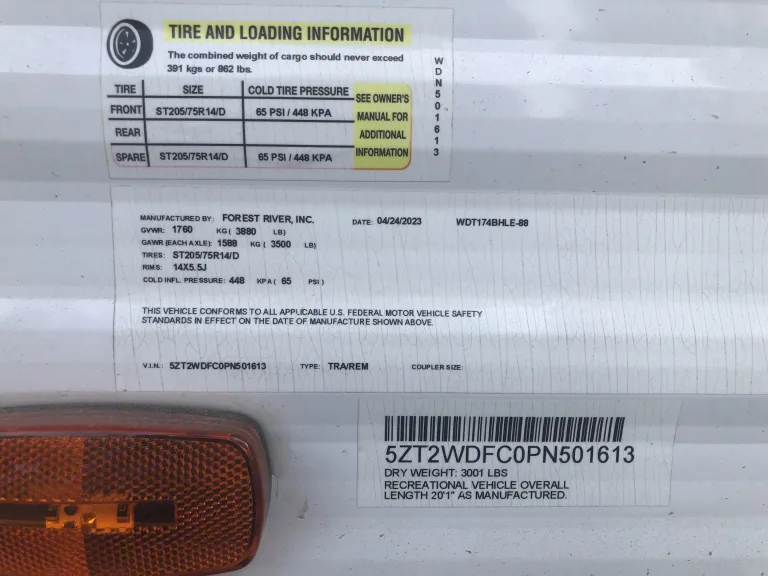 TIRE AND LOADING INFORMATION
The combined weight of cargo should never exceed
391 kgs or 862 lbs.
TIRE SIZE COLD TIRE PRESSURE SEE OWNER'S MANUAL FOR ADDITIONAL INFORMATION
FRONT ST205/75R14/D 65 PSI / 448 KPA
REAR
SPARE ST205/75R14/D 65 PSI / 448 KPA
WDN501613
MANUFACTURED BY: FOREST RIVER, INC. DATE: 04/24/2023 WDT174BHLE-88
GVWR: 1760 KG ( 3880 LB)
GAWR (EACH AXLE): 1588 KG ( 3500 LB)
TIRES: ST205/75R14/D
RIMS: 14X5.5J
COLD INFL. PRESSURE: 448 KPA ( 65 PSI )
THIS VEHICLE CONFORMS TO ALL APPLICABLE U.S. FEDERAL MOTOR VEHICLE SAFETY
STANDARDS IN EFFECT ON THE DATE OF MANUFACTURE SHOWN ABOVE.
V.I.N.: 5ZT2WDFC0PN501613 TYPE: TRA/REM COUPLER SIZE:
5ZT2WDFC0PN501613
DRY WEIGHT: 3001 LBS
RECREATIONAL VEHICLE OVERALL
LENGTH 20'1" AS MANUFACTURED.